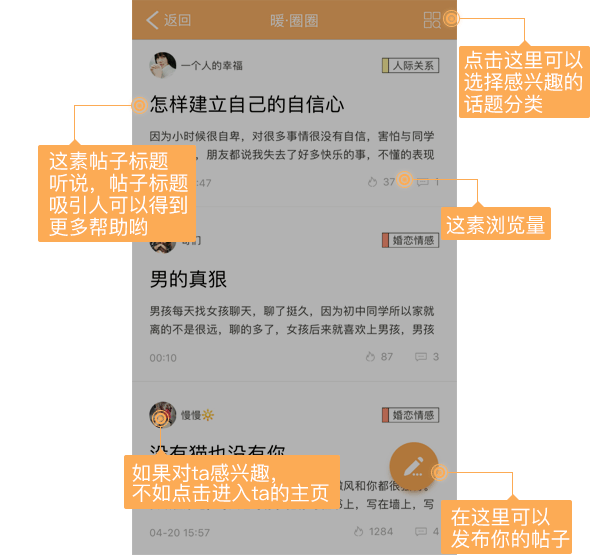 返回
暖·圈圈
点击这里可以
选择感兴趣的
话题分类
一个人的幸福
人际关系
怎样建立自己的自信心
因为小时候很自卑，对很多事情很没有自信，害怕与同学
，朋友都说我失去了好多快乐的事，不懂的表现
:47
37
1
这素帖子标题
听说，帖子标题
吸引人可以得到
更多帮助哟
这素浏览量
婚恋情感
男的真狠
男孩每天找女孩聊天，聊了挺久，因为初中同学所以家就
离的不是很远，聊的多了，女孩后来就喜欢上男孩，男孩
00:10
87
3
慢慢
婚恋情感
没有猫也没有你
如果对ta感兴趣，
不如点击进入ta的主页
微风和你都很
书上，写在墙上，写
04-20 15:57
1284
4
在这里可以
发布你的帖子